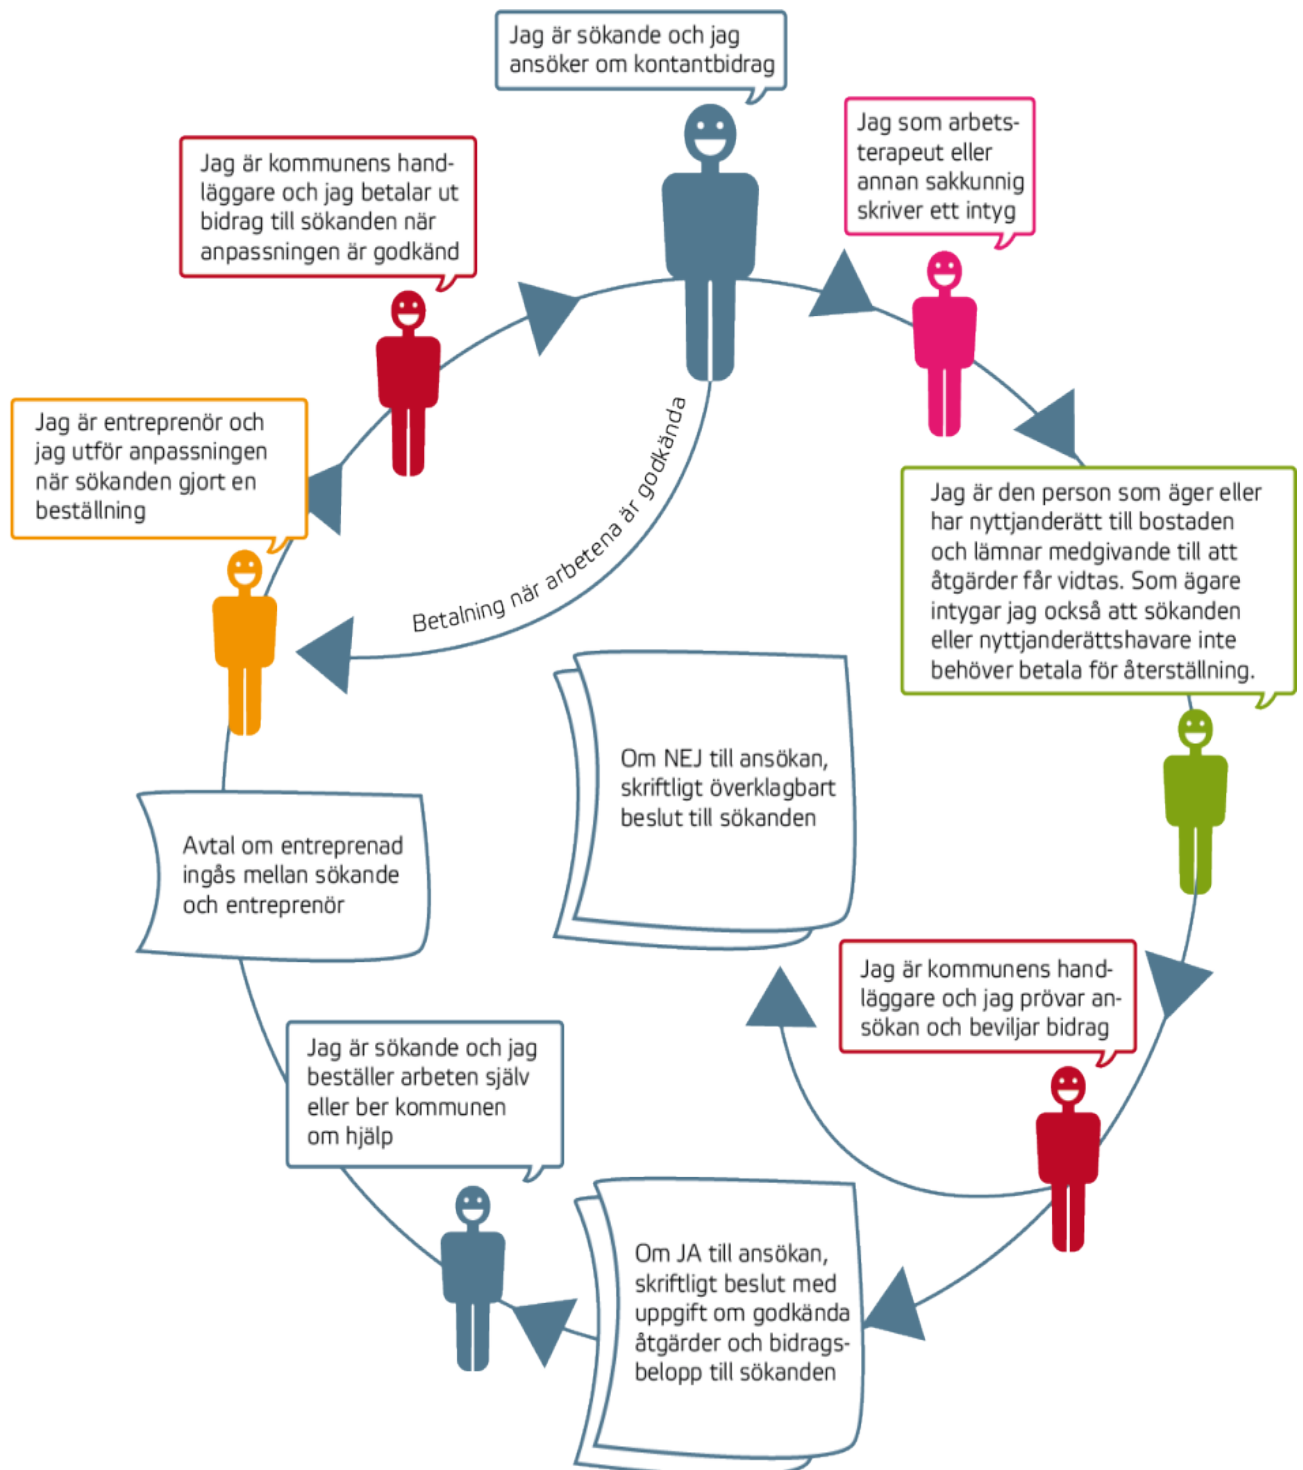 Jag är sökande och jag
ansöker om kontantbidrag
Jag som arbets-
terapeut eller
annan sakkunnig
skriver ett intyg
Jag är den person som äger eller
har nyttjanderätt till bostaden
och lämnar medgivande till att
åtgärder får vidtas. Som ägare
intygar jag också att sökanden
eller nyttjanderättshavare inte
behöver betala för återställning.
Jag är kommunens hand-
läggare och jag prövar an-
sökan och beviljar bidrag
Om NEJ till ansökan,
skriftligt överklagbart
beslut till sökanden
Om JA till ansökan,
skriftligt beslut med
uppgift om godkända
åtgärder och bidrags-
belopp till sökanden
Jag är sökande och jag
beställer arbeten själv
eller ber kommunen
om hjälp
Avtal om entreprenad
ingås mellan sökande
och entreprenör
Jag är entreprenör och
jag utför anpassningen
när sökanden gjort en
beställning
Jag är kommunens hand-
läggare och jag betalar ut
bidrag till sökanden när
anpassningen är godkänd
Betalning när arbetena är godkända